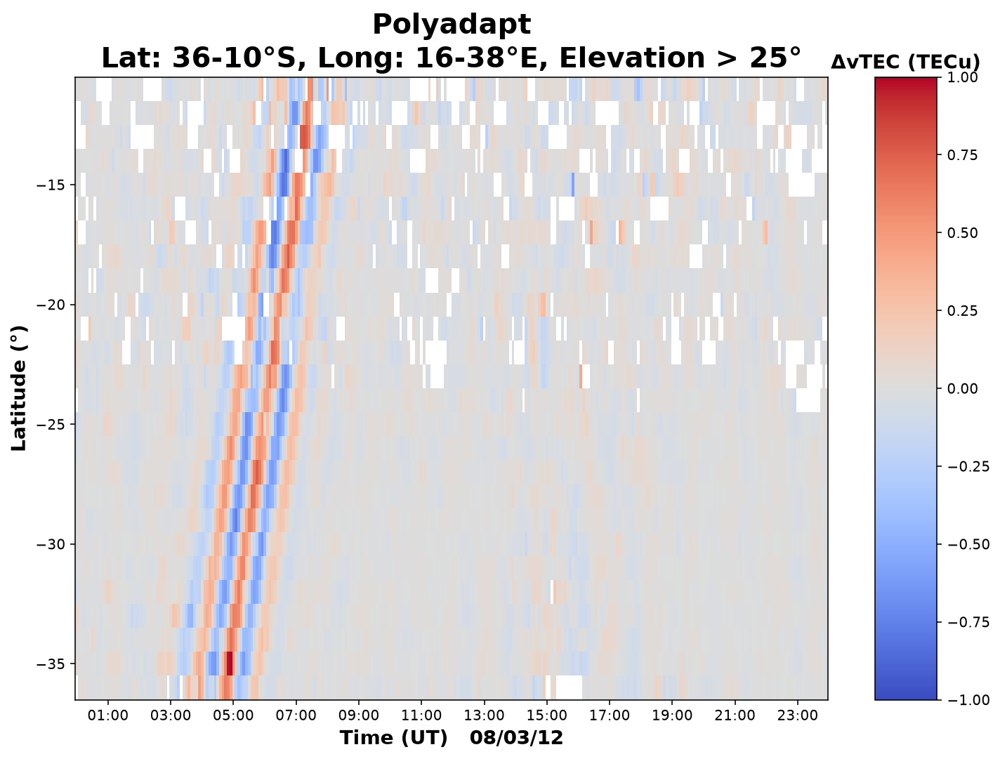 Polyadapt
Lat: 36-10°S, Long: 16-38°E, Elevation > 25°
ΔvTEC (TECu)
1.00
0.75
0.50
0.25
0.00
−0.25
−0.50
−0.75
−1.00
Latitude (°)
−15
−20
−25
−30
−35
01:00 03:00 05:00 07:00 09:00 11:00 13:00 15:00 17:00 19:00 21:00 23:00
Time (UT) 08/03/12